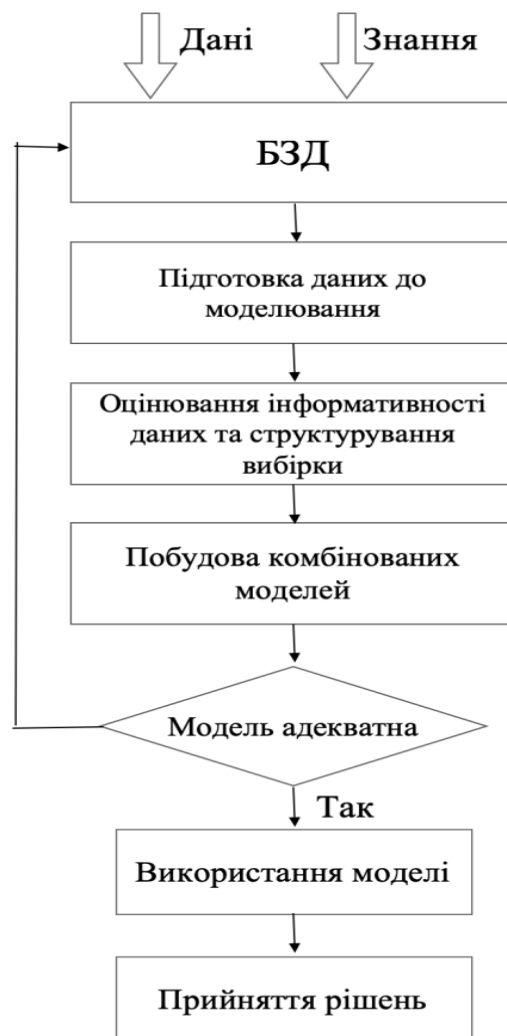 Дані
Знання
БЗД
Підготовка даних до
моделювання
Оцінювання інформативності
даних та структурування
вибірки
Побудова комбінованих
моделей
Модель адекватна
Так
Використання моделі
Прийняття рішень